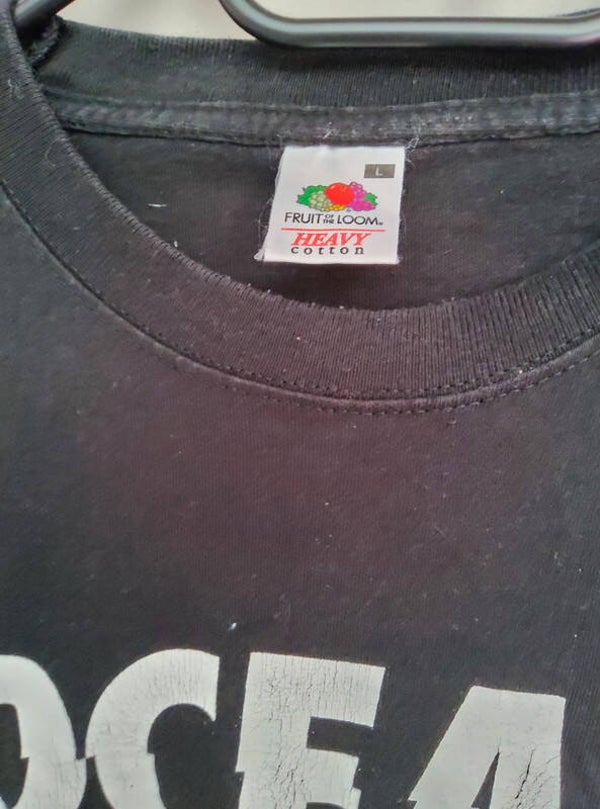 L
FRUIT OF THE LOOM
HEAVY
cotton
OCEA